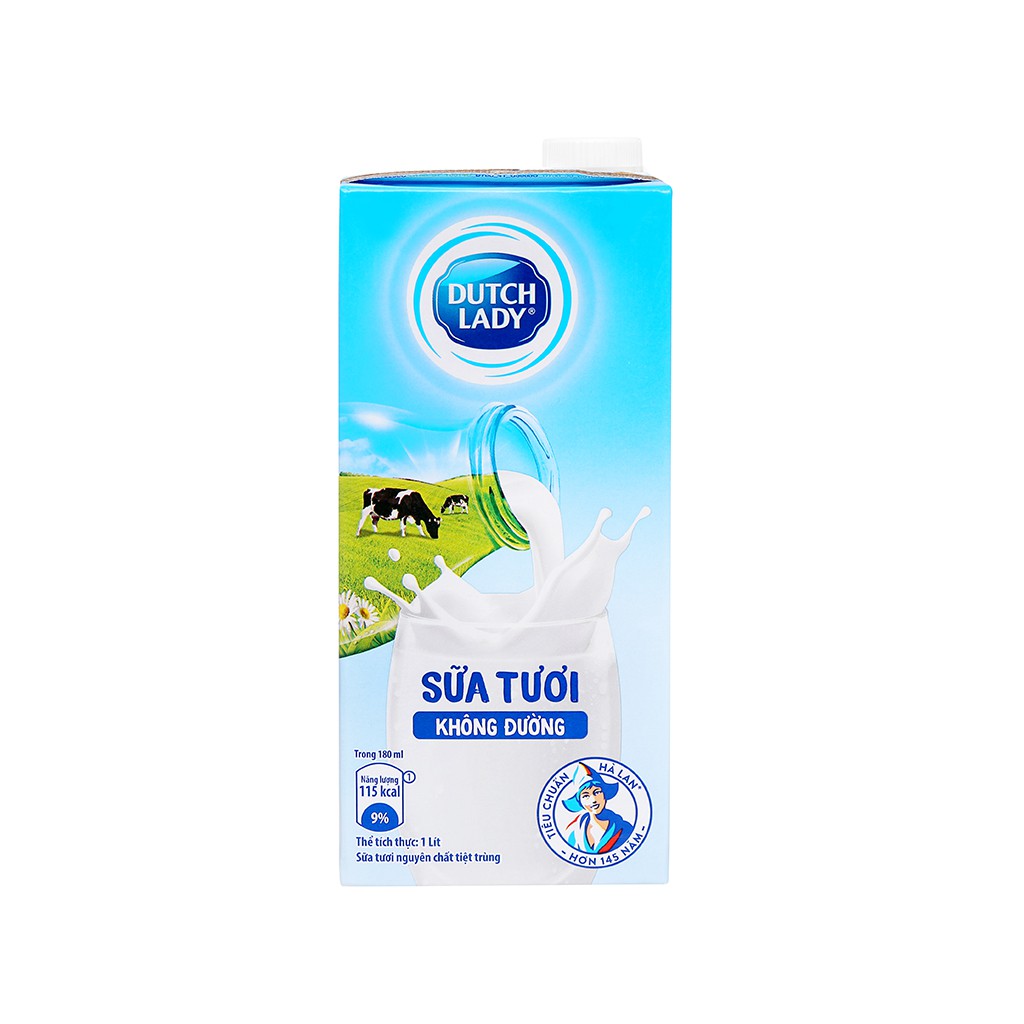 DUTCH
LADY®
SỮA TƯƠI
KHÔNG ĐƯỜNG
Trong 180 ml
Năng lượng
115 kcal
1
9%
Thể tích thực: 1 Lít
Sữa tươi nguyên chất tiệt trùng
TIÊU CHUẨN HÀ LAN*
- HƠN 145 NĂM -